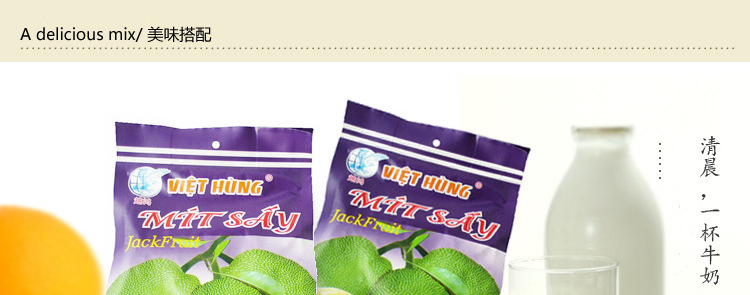 A delicious mix/ 美味搭配
VIỆT HÙNG ®
MÍT SẤY
JackFruit
VIỆT HÙNG ®
MÍT SẤY
JackFruit
清晨，一杯牛奶